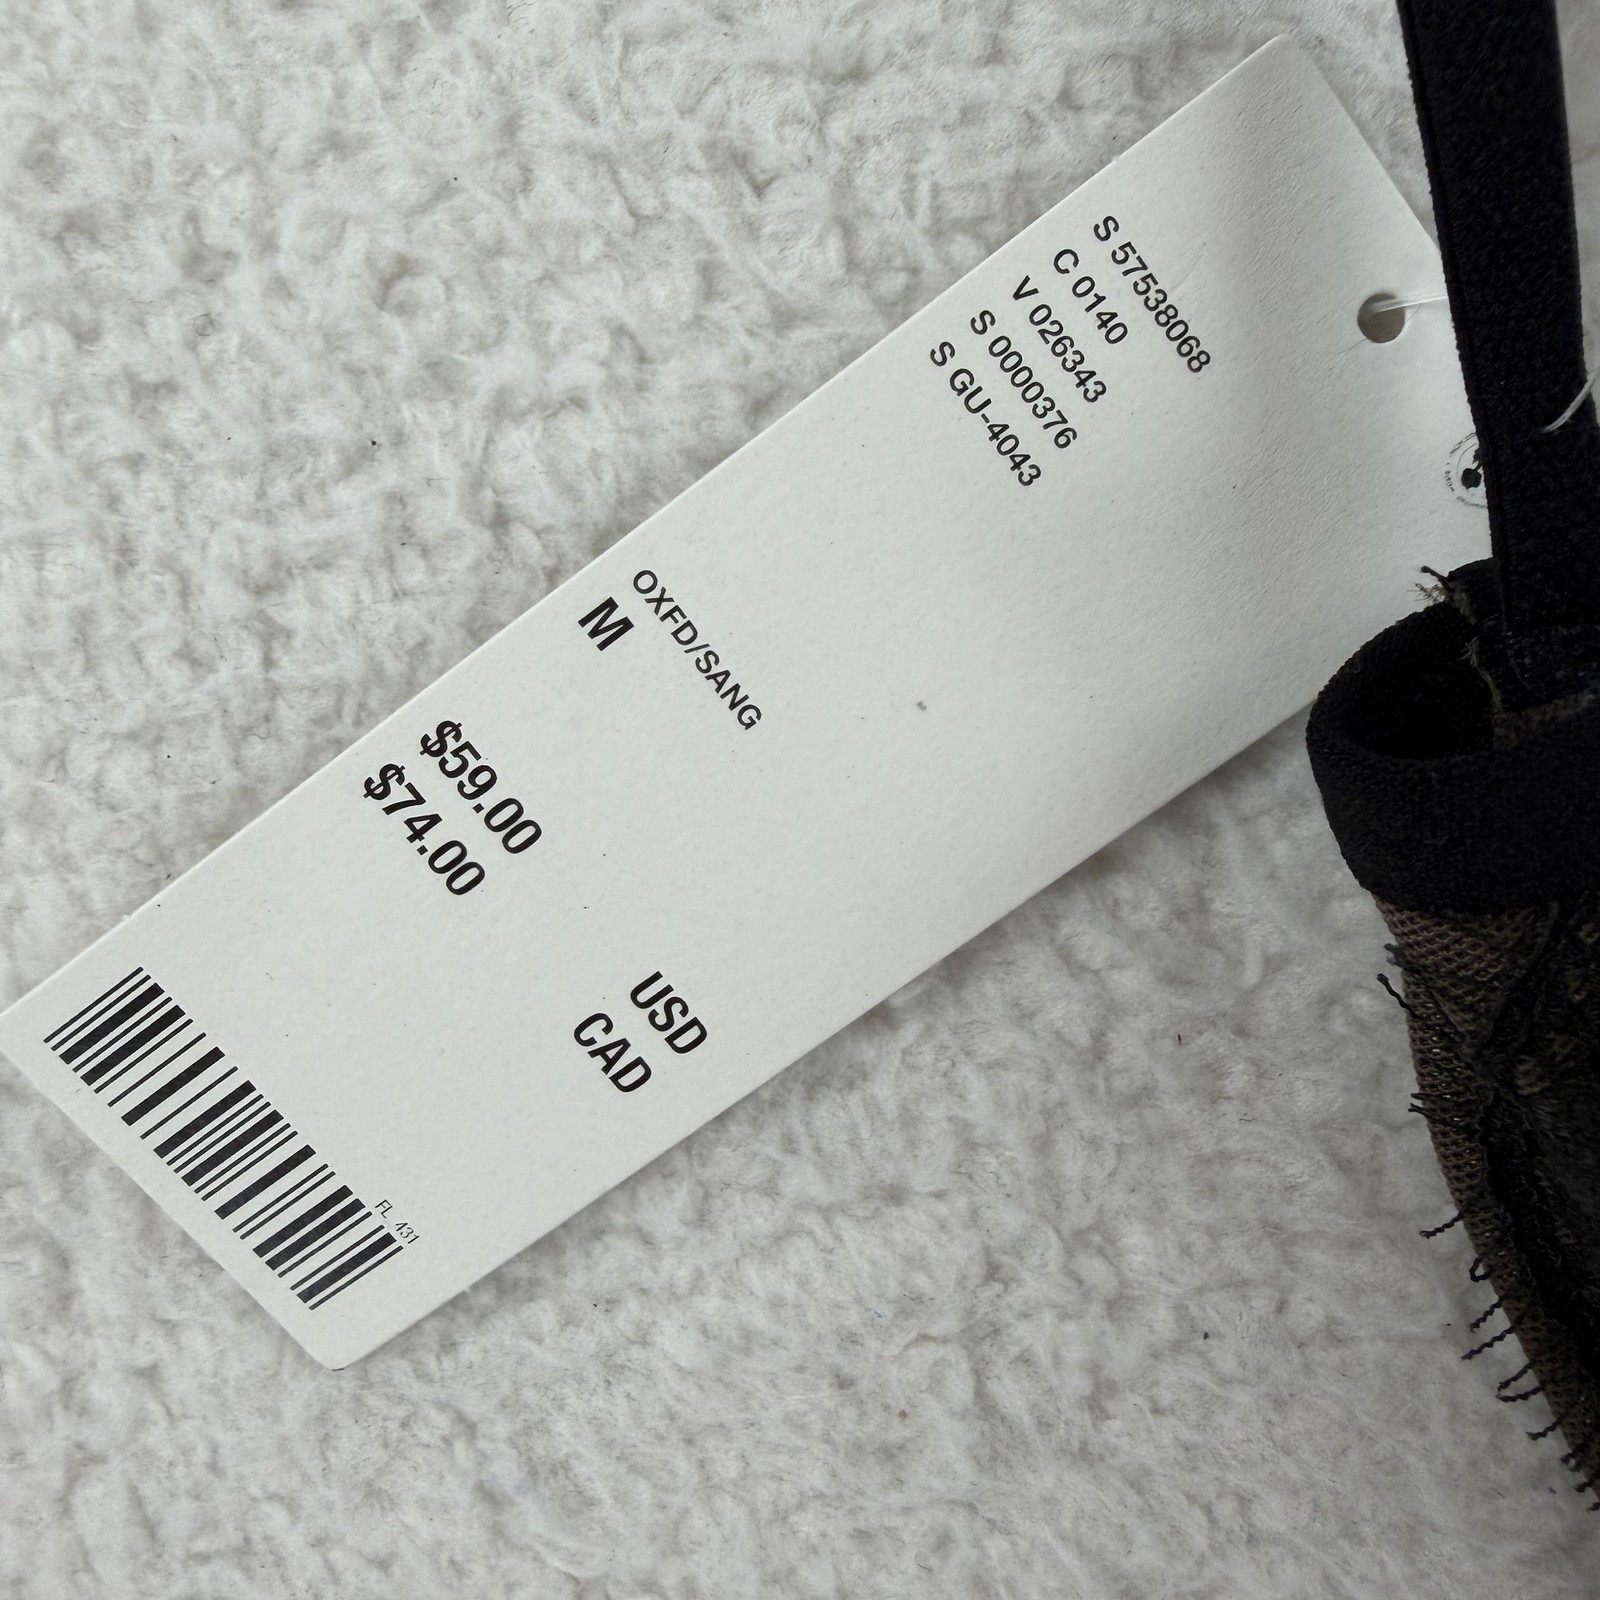 S 57538068
C 0140
V 026343
S 0000376
S GU-4043
OXFD/SANG
M
$59.00 USD
$74.00 CAD
FL 431